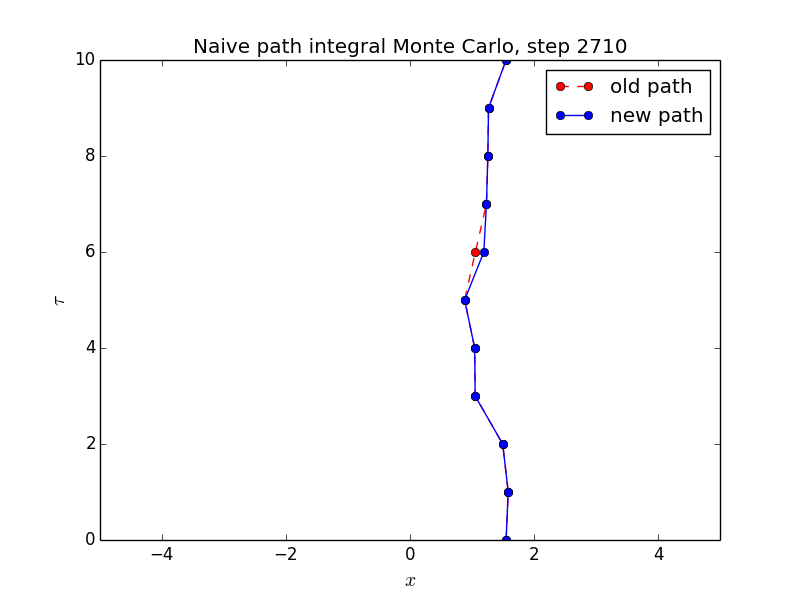 Naive path integral Monte Carlo, step 2710
old path
new path
10
8
6
4
2
0
τ
−4 −2 0 2 4
x